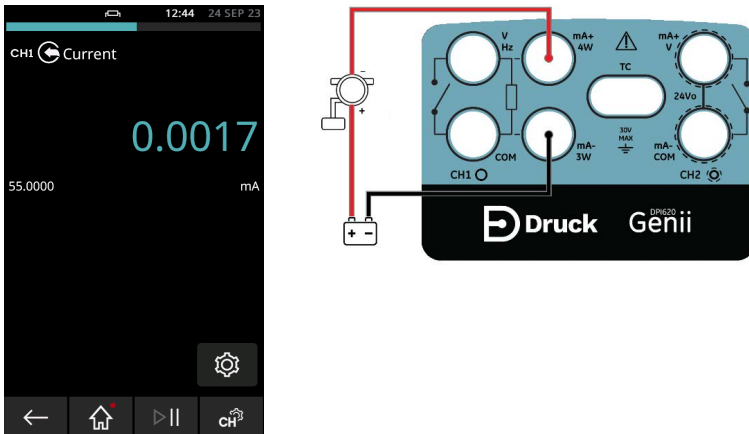 12:44 24 SEP 23
CH1 Current
0.0017
55.0000 mA
CH
V
Hz
mA+
4W
TC
mA+
V
24Vo
30V
MAX
COM
mA-
3W
mA-
COM
CH1
CH2
+
−
+ −
Druck
DPI620
Genii